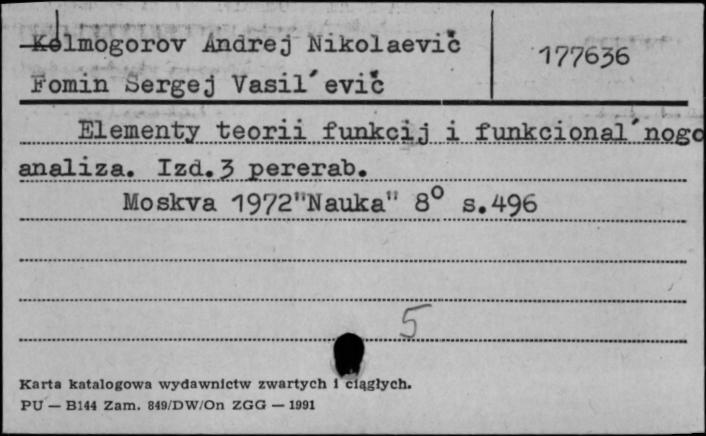 Kolmogorov Andrej Nikolaevič
177636
Fomin Sergej Vasil´evič
Elementy teorii funkcij i funkcional´nogo
analiza. Izd.3 pererab.
Moskva 1972"Nauka" 8° s.496
5
Karta katalogowa wydawnictw zwartych i ciągłych.
PU — B144 Zam. 849/DW/On ZGG — 1991